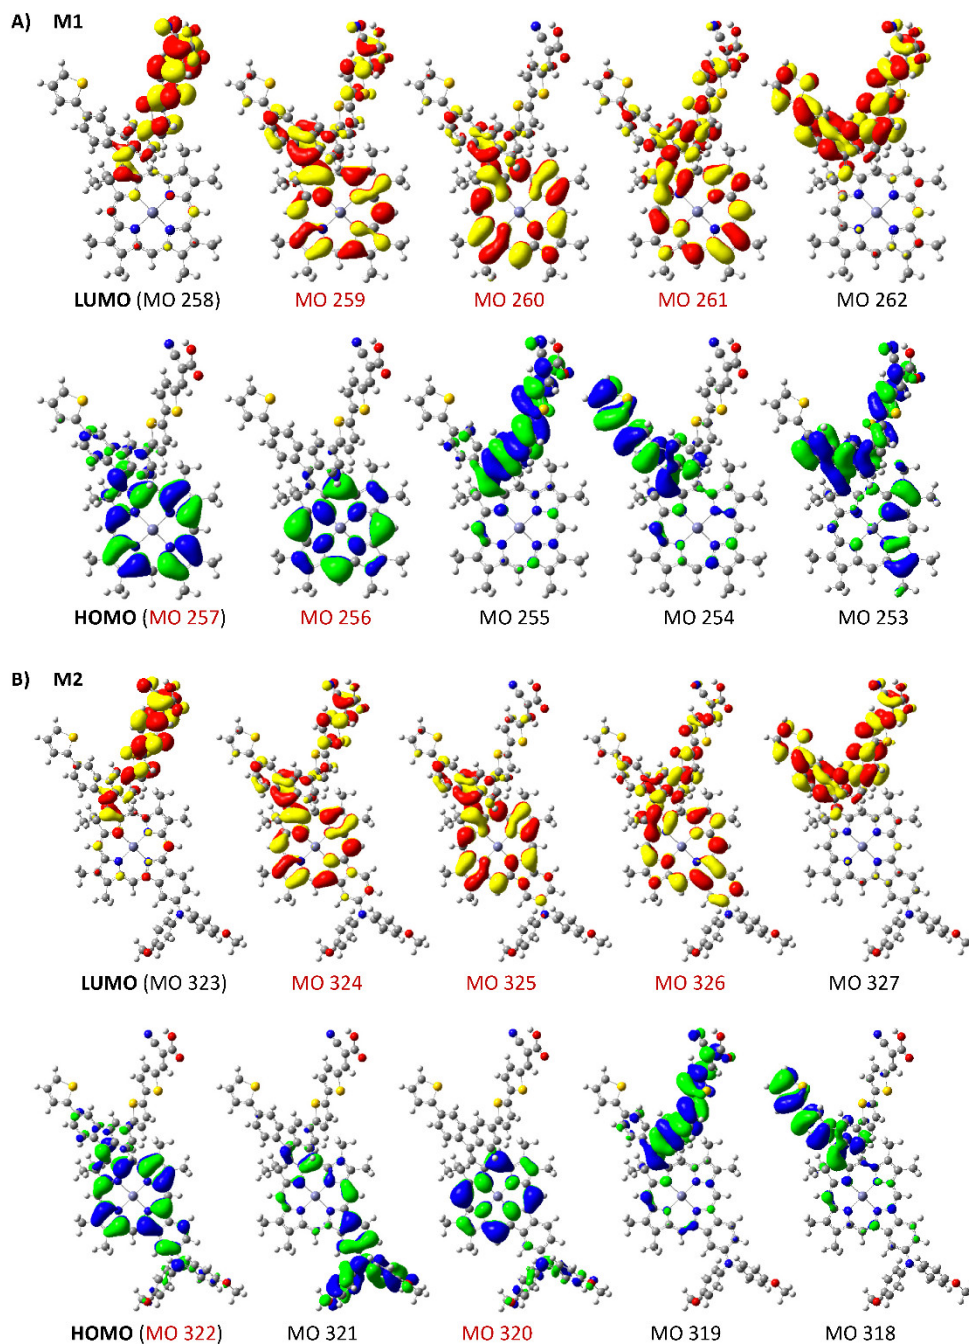 A) M1
LUMO (MO 258) MO 259 MO 260 MO 261 MO 262
HOMO (MO 257) MO 256 MO 255 MO 254 MO 253
B) M2
LUMO (MO 323) MO 324 MO 325 MO 326 MO 327
HOMO (MO 322) MO 321 MO 320 MO 319 MO 318